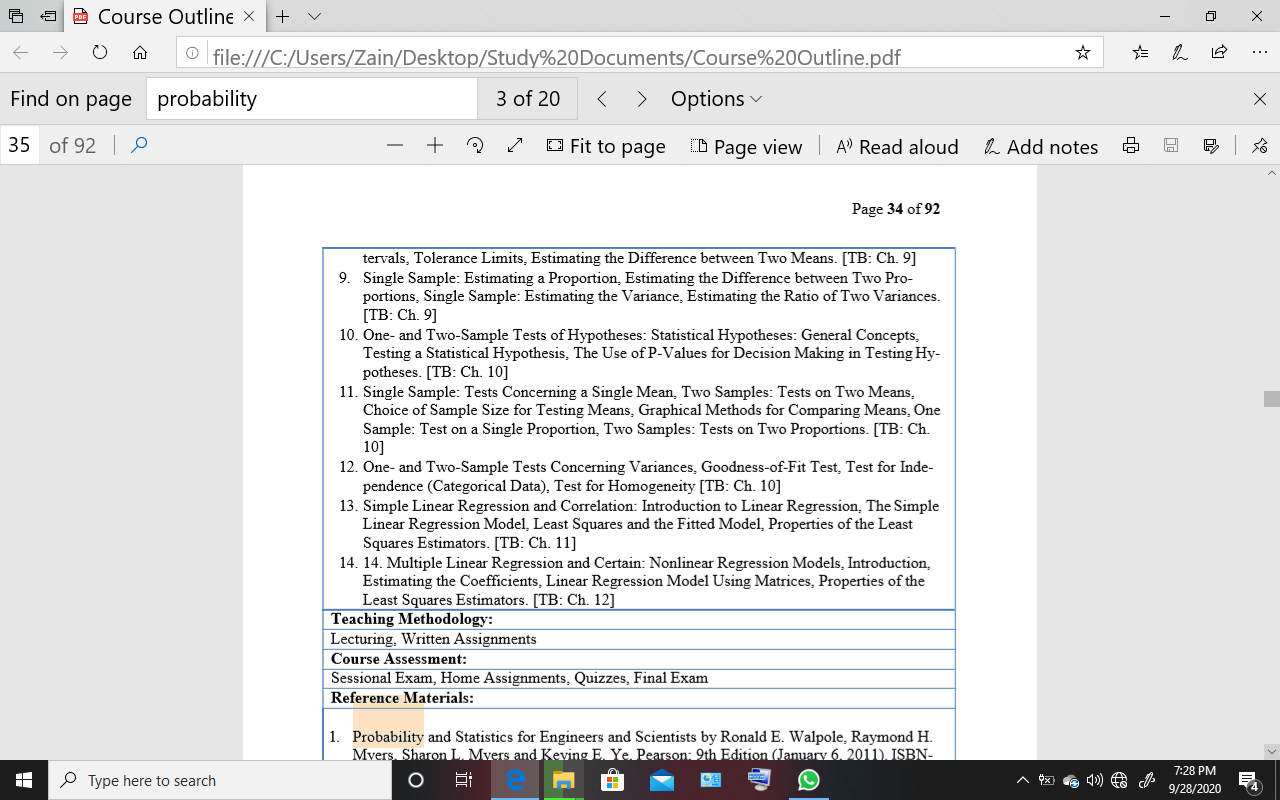 Course Outline
file:///C:/Users/Zain/Desktop/Study%20Documents/Course%20Outline.pdf
Find on page probability 3 of 20 Options
35 of 92 Fit to page Page view Read aloud Add notes
Page 34 of 92
tervals, Tolerance Limits, Estimating the Difference between Two Means. [TB: Ch. 9]
9. Single Sample: Estimating a Proportion, Estimating the Difference between Two Pro-
portions, Single Sample: Estimating the Variance, Estimating the Ratio of Two Variances.
[TB: Ch. 9]
10. One- and Two-Sample Tests of Hypotheses: Statistical Hypotheses: General Concepts,
Testing a Statistical Hypothesis, The Use of P-Values for Decision Making in Testing Hy-
potheses. [TB: Ch. 10]
11. Single Sample: Tests Concerning a Single Mean, Two Samples: Tests on Two Means,
Choice of Sample Size for Testing Means, Graphical Methods for Comparing Means, One
Sample: Test on a Single Proportion, Two Samples: Tests on Two Proportions. [TB: Ch.
10]
12. One- and Two-Sample Tests Concerning Variances, Goodness-of-Fit Test, Test for Inde-
pendence (Categorical Data), Test for Homogeneity [TB: Ch. 10]
13. Simple Linear Regression and Correlation: Introduction to Linear Regression, The Simple
Linear Regression Model, Least Squares and the Fitted Model, Properties of the Least
Squares Estimators. [TB: Ch. 11]
14. 14. Multiple Linear Regression and Certain: Nonlinear Regression Models, Introduction,
Estimating the Coefficients, Linear Regression Model Using Matrices, Properties of the
Least Squares Estimators. [TB: Ch. 12]
Teaching Methodology:
Lecturing, Written Assignments
Course Assessment:
Sessional Exam, Home Assignments, Quizzes, Final Exam
Reference Materials:
1. Probability and Statistics for Engineers and Scientists by Ronald E. Walpole, Raymond H.
Myers, Sharon L. Myers and Keying E. Ye, Pearson; 9th Edition (January 6, 2011). ISBN-
Type here to search
7:28 PM
9/28/2020
4